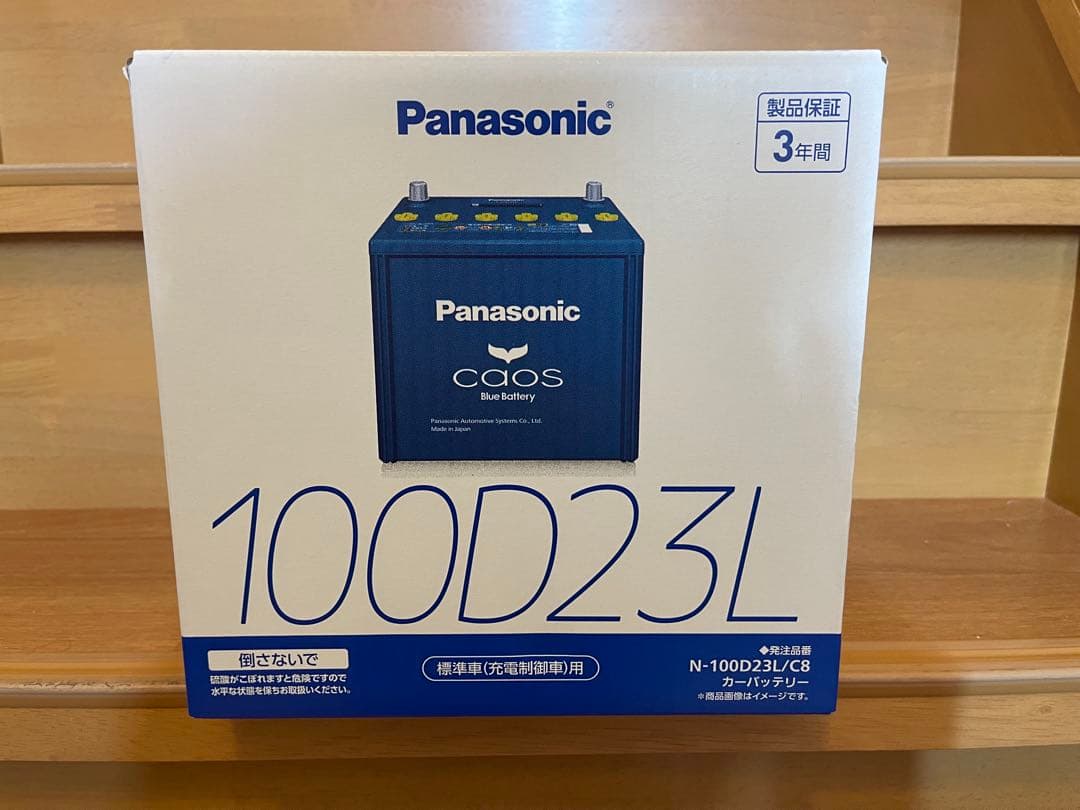 Panasonic®
製品保証
3年間
Panasonic
Panasonic
caos
Blue Battery
Panasonic Automotive Systems Co., Ltd.
Made in Japan
100D23L
倒さないで
硫酸がこぼれますと危険ですので
水平な状態を保ちお取扱いください。
標準車(充電制御車)用
◆発注品番
N-100D23L/C8
カーバッテリー
※商品画像はイメージです。